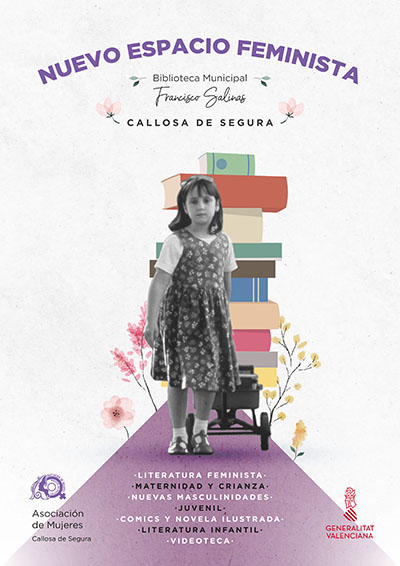 NUEVO ESPACIO FEMINISTA
Biblioteca Municipal
Francisco Salinas
CALLOSA DE SEGURA
·LITERATURA FEMINISTA·
·MATERNIDAD Y CRIANZA·
·NUEVAS MASCULINIDADES·
·JUVENIL·
·COMICS Y NOVELA ILUSTRADA·
·LITERATURA INFANTIL·
·VIDEOTECA·
Asociación
de Mujeres
Callosa de Segura
GENERALITAT
VALENCIANA